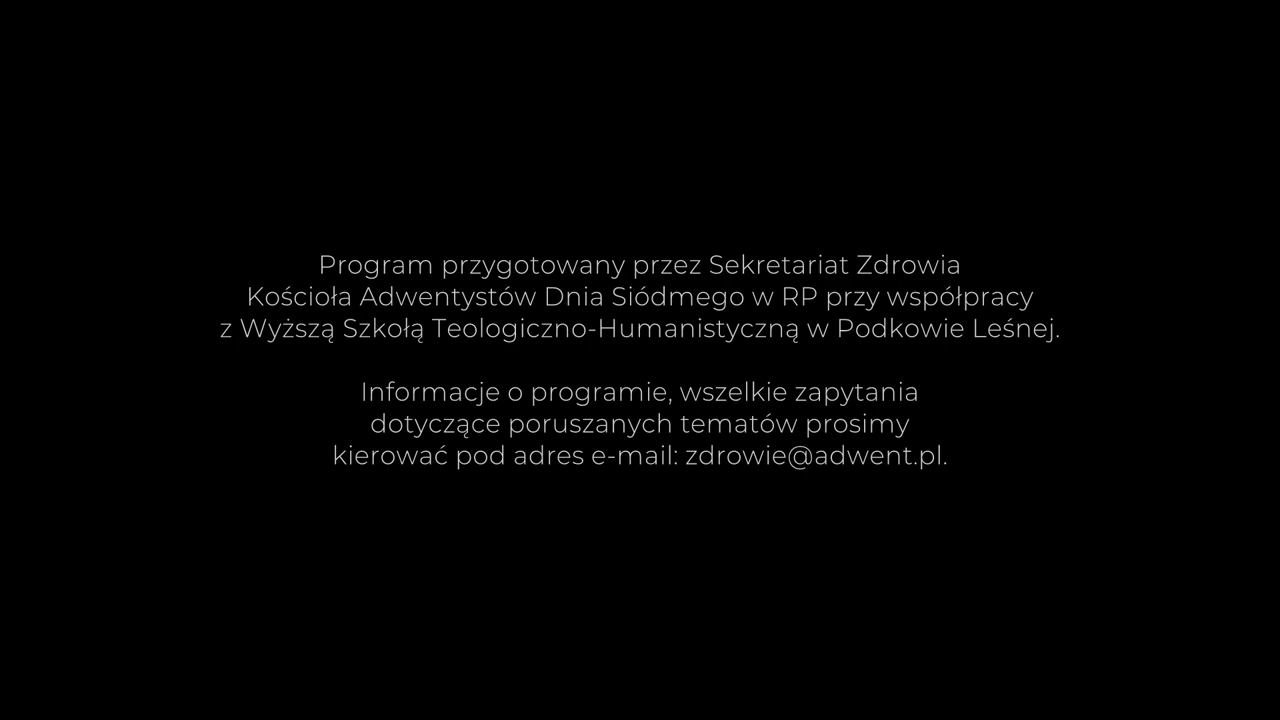 Program przygotowany przez Sekretariat Zdrowia
Kościoła Adwentystów Dnia Siódmego w RP przy współpracy
z Wyższą Szkołą Teologiczno-Humanistyczną w Podkowie Leśnej.
Informacje o programie, wszelkie zapytania
dotyczące poruszanych tematów prosimy
kierować pod adres e-mail: zdrowie@adwent.pl.